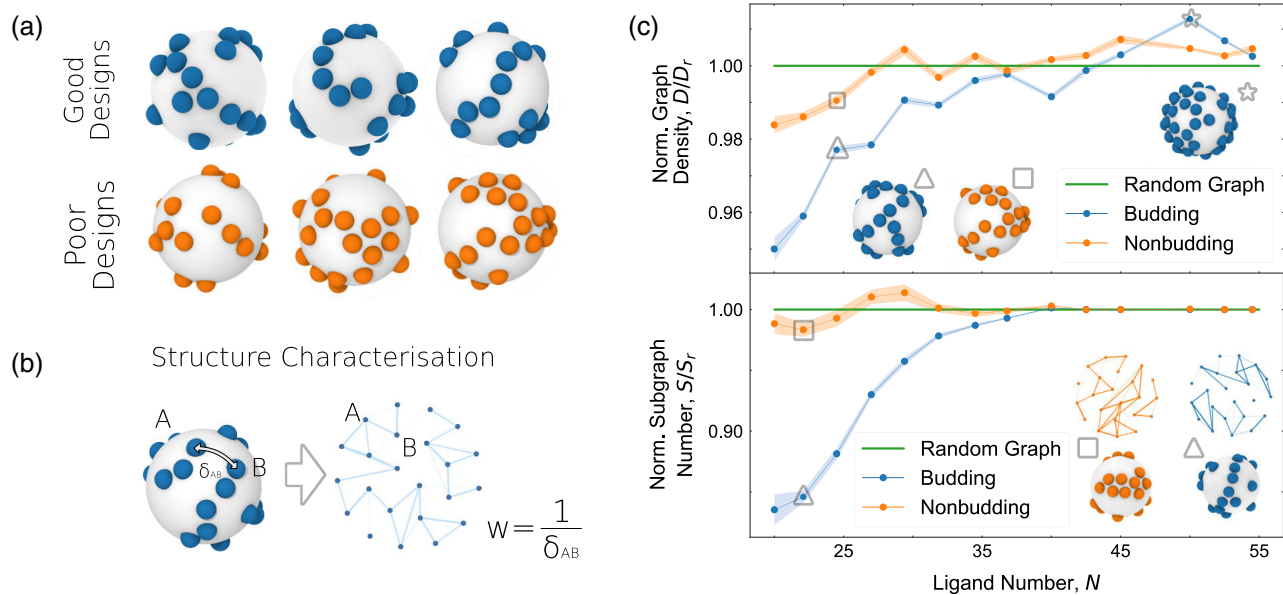 (a)
Good
Designs
Poor
Designs
(b)
Structure Characterisation
A
B
δAB
A
B
W = 1/δAB
(c)
Norm. Graph
Density, D/Dr
1.00
0.98
0.96
Random Graph
Budding
Nonbudding
Norm. Subgraph
Number, S/Sr
1.00
0.90
Random Graph
Budding
Nonbudding
25
35
45
55
Ligand Number, N